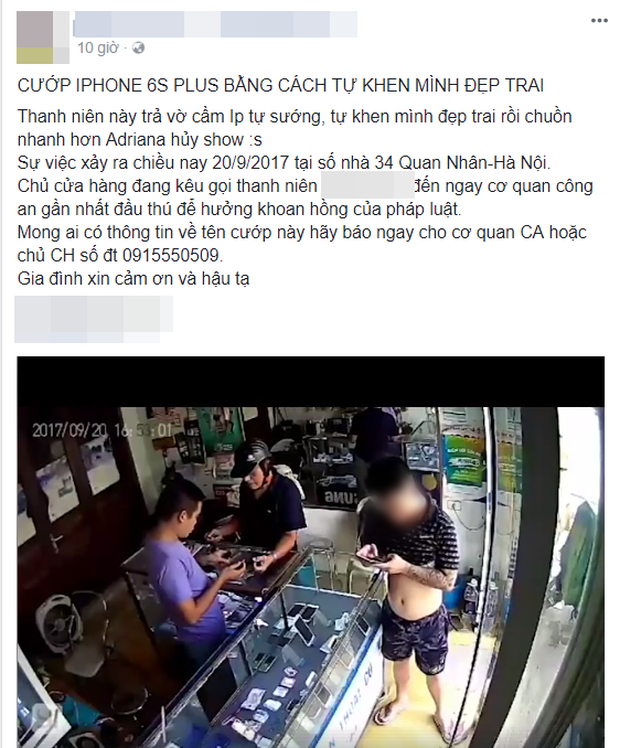 10 giờ ·
CƯỚP IPHONE 6S PLUS BẰNG CÁCH TỰ KHEN MÌNH ĐẸP TRAI
Thanh niên này trả vờ cầm Ip tự sướng, tự khen mình đẹp trai rồi chuồn
nhanh hơn Adriana hủy show :s
Sự việc xảy ra chiều nay 20/9/2017 tại số nhà 34 Quan Nhân-Hà Nội.
Chủ cửa hàng đang kêu gọi thanh niên đến ngay cơ quan công
an gần nhất đầu thú để hưởng khoan hồng của pháp luật.
Mong ai có thông tin về tên cướp này hãy báo ngay cho cơ quan CA hoặc
chủ CH số đt 0915550509.
Gia đình xin cảm ơn và hậu tạ
2017/09/20 16:53:01